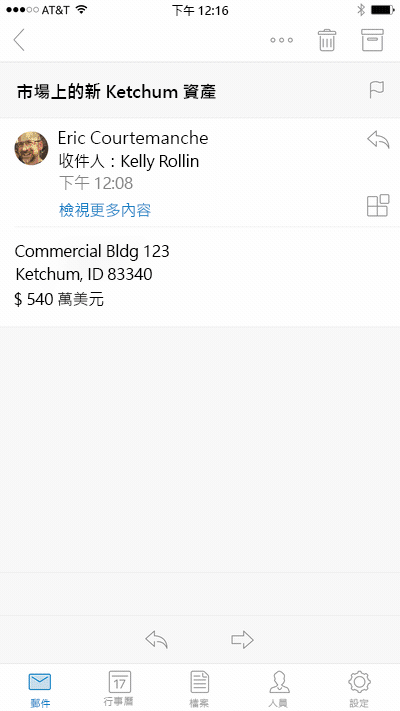 AT&T 下午 12:16
市場上的新 Ketchum 資產
Eric Courtemanche
收件人：Kelly Rollin
下午 12:08
檢視更多內容
Commercial Bldg 123
Ketchum, ID 83340
$ 540 萬美元
17
郵件 行事曆 檔案 人員 設定